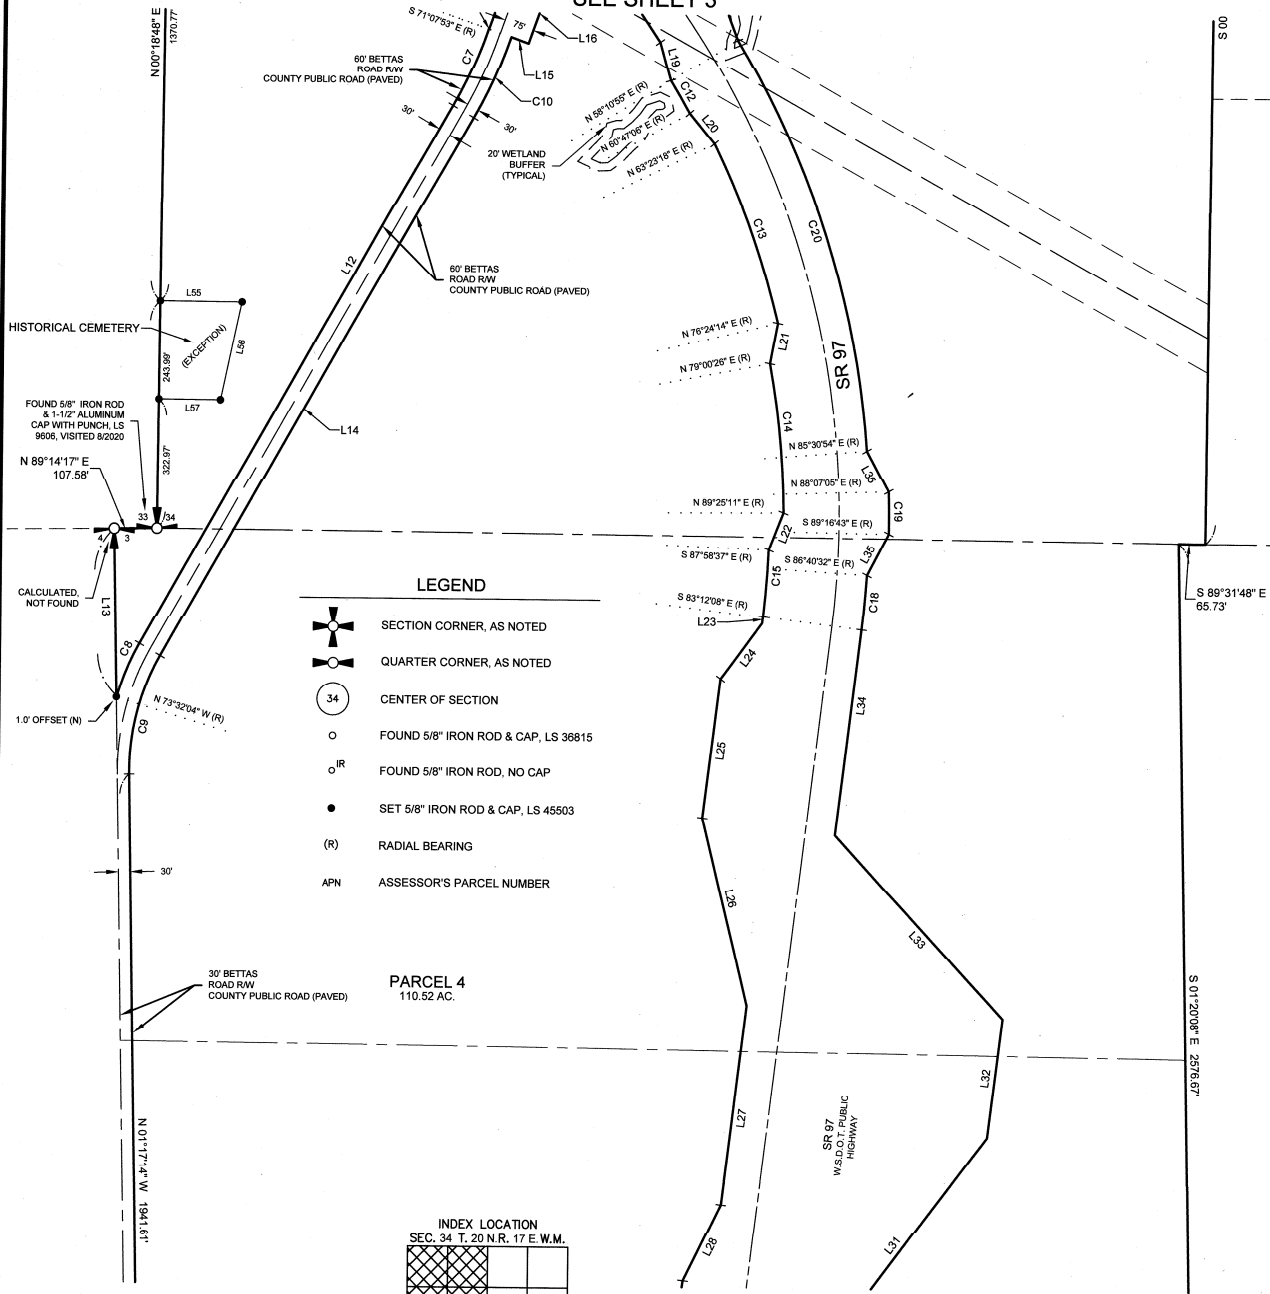 SEE SHEET 3
N 00°18'48" E
1370.77'
S 71°07'53" E (R)
75'
L16
L15
C7
60' BETTAS
ROAD R/W
COUNTY PUBLIC ROAD (PAVED)
C10
30'
30'
L19
C12
L20
N 58°10'55" E (R)
N 60°47'06" E (R)
N 63°23'18" E (R)
20' WETLAND
BUFFER
(TYPICAL)
S 00
L12
60' BETTAS
ROAD R/W
COUNTY PUBLIC ROAD (PAVED)
C13
C20
L55
HISTORICAL CEMETERY
(EXCEPTION)
L56
243.99'
L57
N 76°24'14" E (R)
L21
N 79°00'26" E (R)
SR 97
FOUND 5/8" IRON ROD
& 1-1/2" ALUMINUM
CAP WITH PUNCH, LS
9606, VISITED 8/2020
L14
C14
N 89°14'17" E
107.58'
322.97'
N 85°30'54" E (R)
L36
N 88°07'05" E (R)
N 89°25'11" E (R)
C19
33
34
4
3
L22
S 89°16'43" E (R)
S 87°58'37" E (R)
S 86°40'32" E (R)
L35
CALCULATED,
NOT FOUND
L13
C15
C18
S 89°31'48" E
65.73'
S 83°12'08" E (R)
L23
C8
L24
LEGEND
SECTION CORNER, AS NOTED
QUARTER CORNER, AS NOTED
34 CENTER OF SECTION
FOUND 5/8" IRON ROD & CAP, LS 36815
IR FOUND 5/8" IRON ROD, NO CAP
SET 5/8" IRON ROD & CAP, LS 45503
(R) RADIAL BEARING
APN ASSESSOR'S PARCEL NUMBER
1.0' OFFSET (N)
C9
N 73°32'04" W (R)
L34
L25
30'
L26
L33
30' BETTAS
ROAD R/W
COUNTY PUBLIC ROAD (PAVED)
PARCEL 4
110.52 AC.
S 01°20'08" E 2576.67'
L32
L27
SR 97
W.S.D.O.T. PUBLIC
HIGHWAY
W 1941.61'
L28
L31
INDEX LOCATION
SEC. 34 T. 20 N. R. 17 E. W.M.